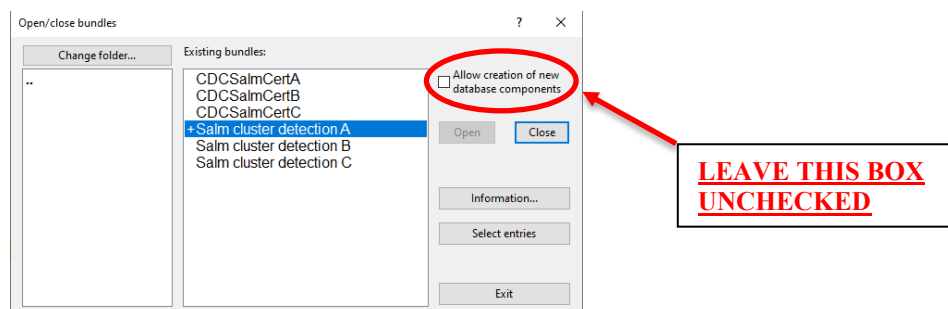 Open/close bundles
? ×
Change folder...
..
Existing bundles:
CDCSalmCertA
CDCSalmCertB
CDCSalmCertC
+Salm cluster detection A
Salm cluster detection B
Salm cluster detection C
Allow creation of new
database components
Open Close
Information...
Select entries
Exit
LEAVE THIS BOX
UNCHECKED